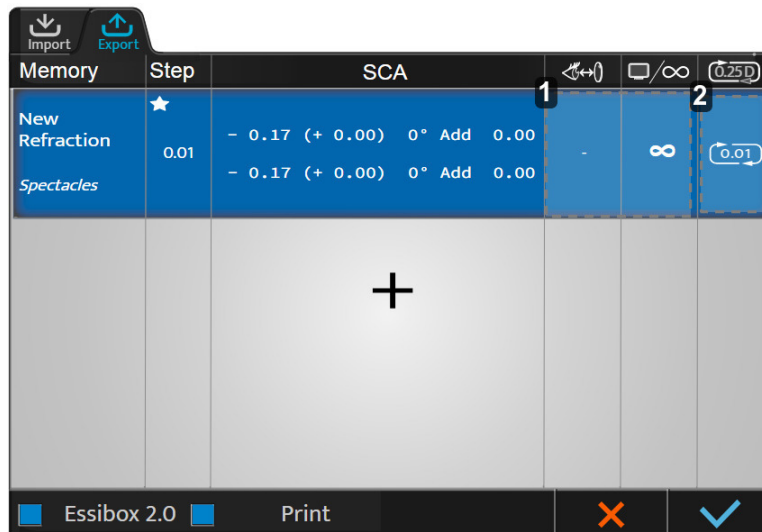 Import Export
Memory Step SCA /∞ 0.25D
1 2
New
Refraction
Spectacles
0.01
- 0.17 (+ 0.00) 0° Add 0.00
- 0.17 (+ 0.00) 0° Add 0.00
- ∞ 0.01
+
Essibox 2.0 Print